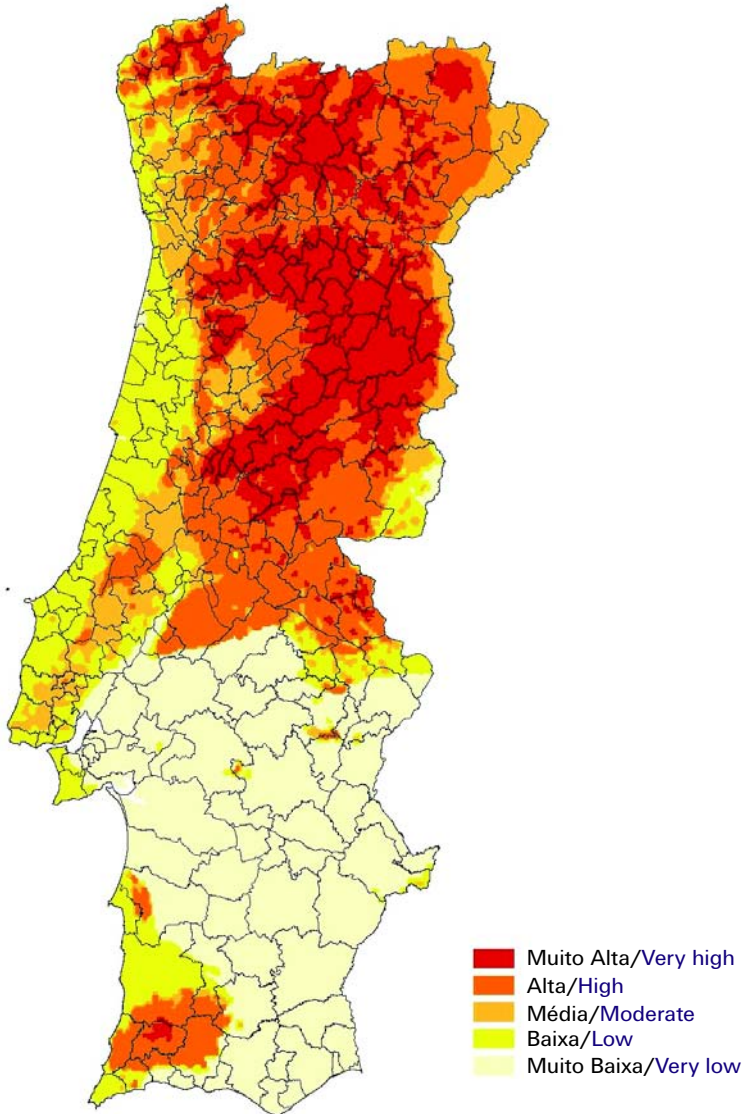 Muito Alta/Very high
Alta/High
Média/Moderate
Baixa/Low
Muito Baixa/Very low